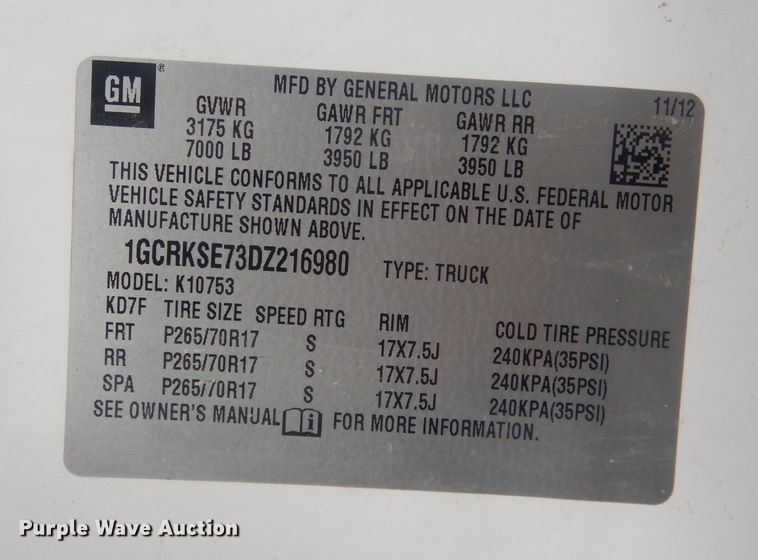 GM
MFD BY GENERAL MOTORS LLC 11/12
GVWR GAWR FRT GAWR RR
3175 KG 1792 KG 1792 KG
7000 LB 3950 LB 3950 LB
THIS VEHICLE CONFORMS TO ALL APPLICABLE U.S. FEDERAL MOTOR
VEHICLE SAFETY STANDARDS IN EFFECT ON THE DATE OF
MANUFACTURE SHOWN ABOVE.
1GCRKSE73DZ216980 TYPE: TRUCK
MODEL: K10753
KD7F TIRE SIZE SPEED RTG RIM COLD TIRE PRESSURE
FRT P265/70R17 S 17X7.5J 240KPA(35PSI)
RR P265/70R17 S 17X7.5J 240KPA(35PSI)
SPA P265/70R17 S 17X7.5J 240KPA(35PSI)
SEE OWNER'S MANUAL i FOR MORE INFORMATION.
Purple Wave Auction